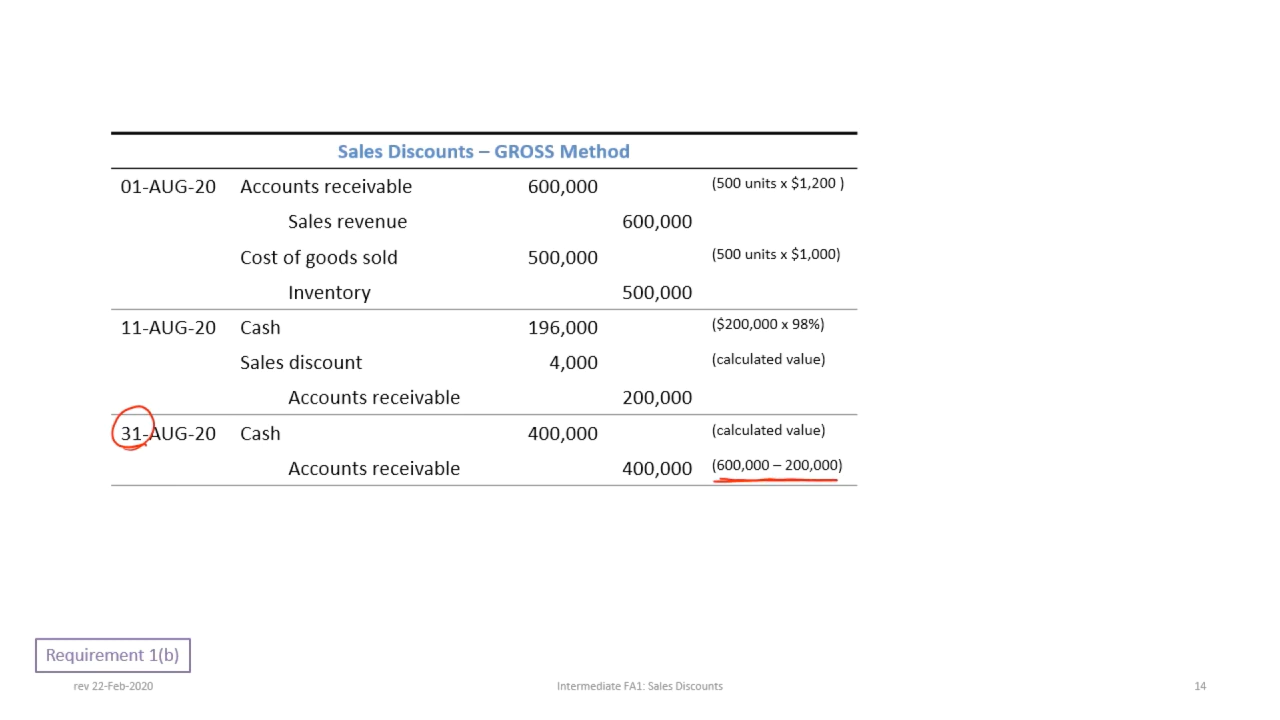 Sales Discounts – GROSS Method
01-AUG-20 Accounts receivable 600,000 (500 units x $1,200 )
Sales revenue 600,000
Cost of goods sold 500,000 (500 units x $1,000)
Inventory 500,000
11-AUG-20 Cash 196,000 ($200,000 x 98%)
Sales discount 4,000 (calculated value)
Accounts receivable 200,000
31-AUG-20 Cash 400,000 (calculated value)
Accounts receivable 400,000 (600,000 – 200,000)
Requirement 1(b)
rev 22-Feb-2020 Intermediate FA1: Sales Discounts 14